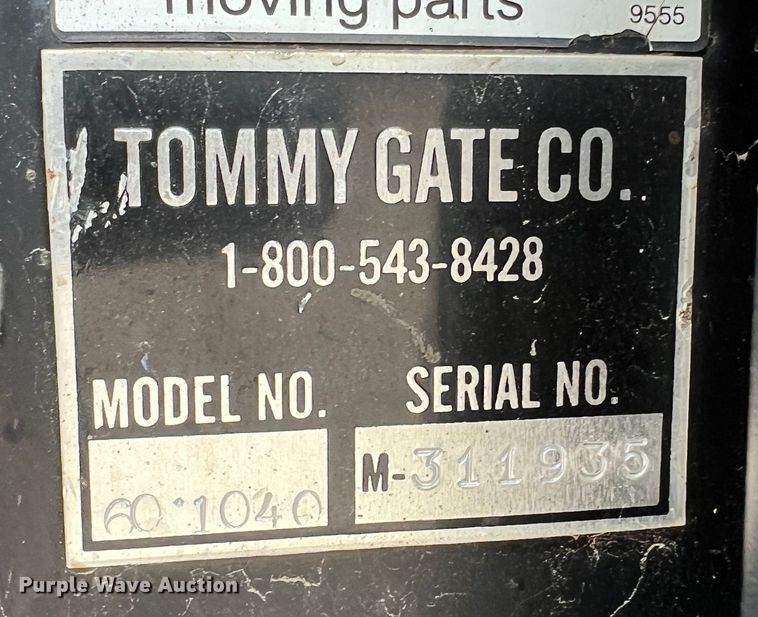 moving parts
9555
TOMMY GATE CO.
1-800-543-8428
MODEL NO. SERIAL NO.
60·1040 M-311935
Purple Wave Auction